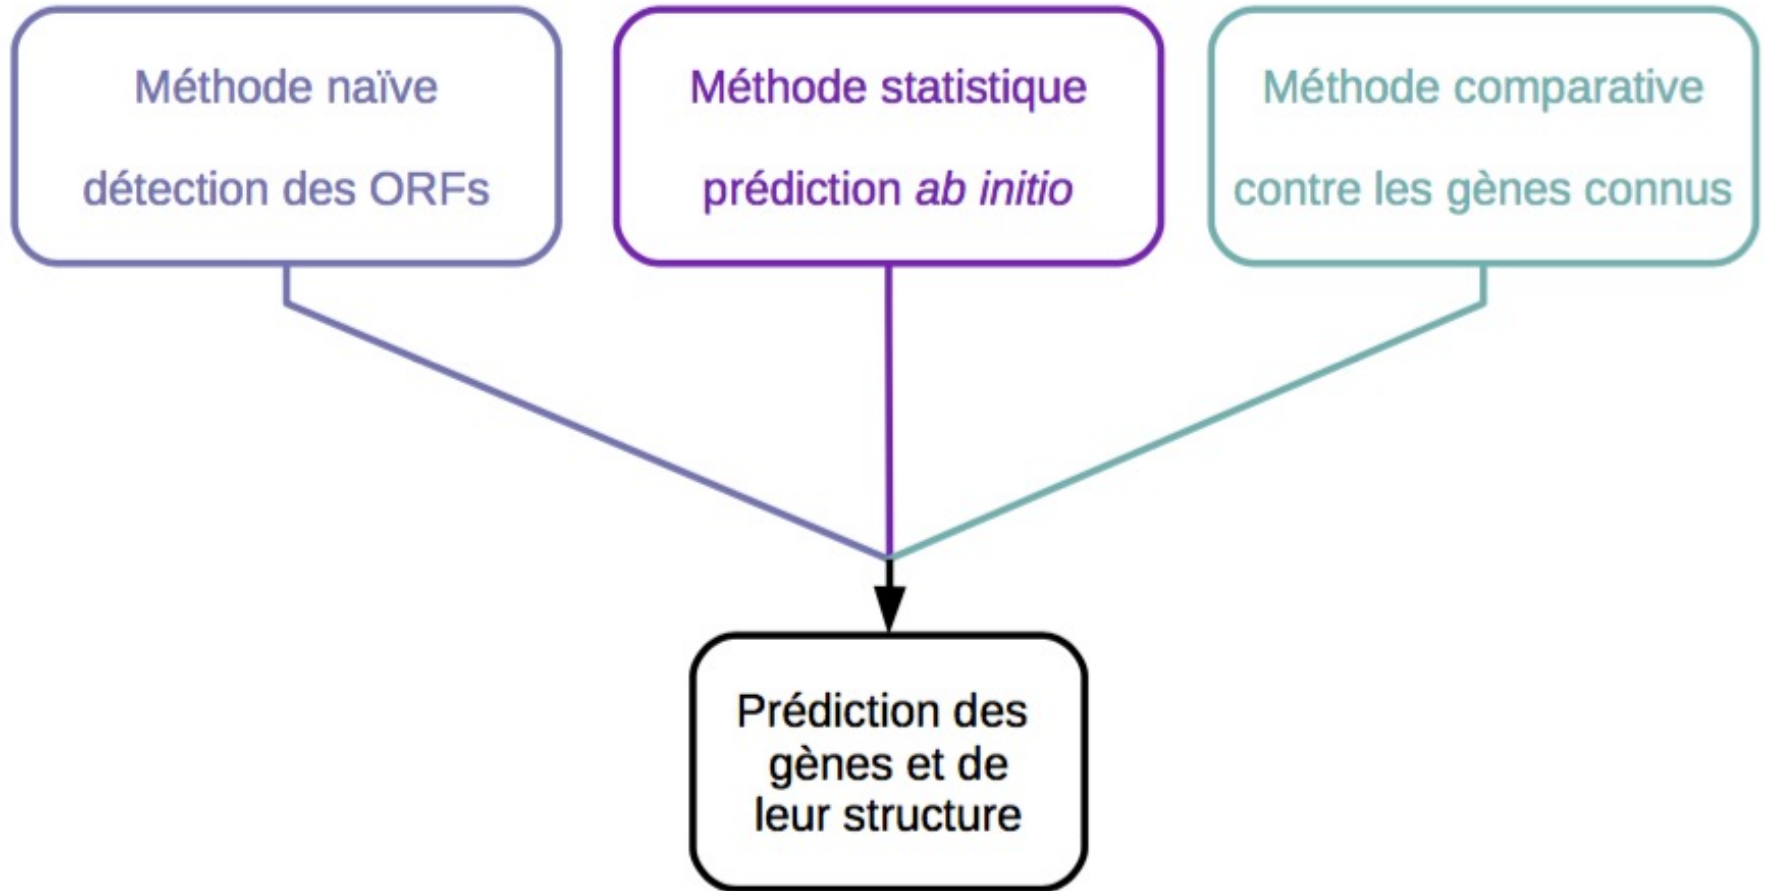 Méthode naïve
détection des ORFs
Méthode statistique
prédiction ab initio
Méthode comparative
contre les gènes connus
Prédiction des
gènes et de
leur structure